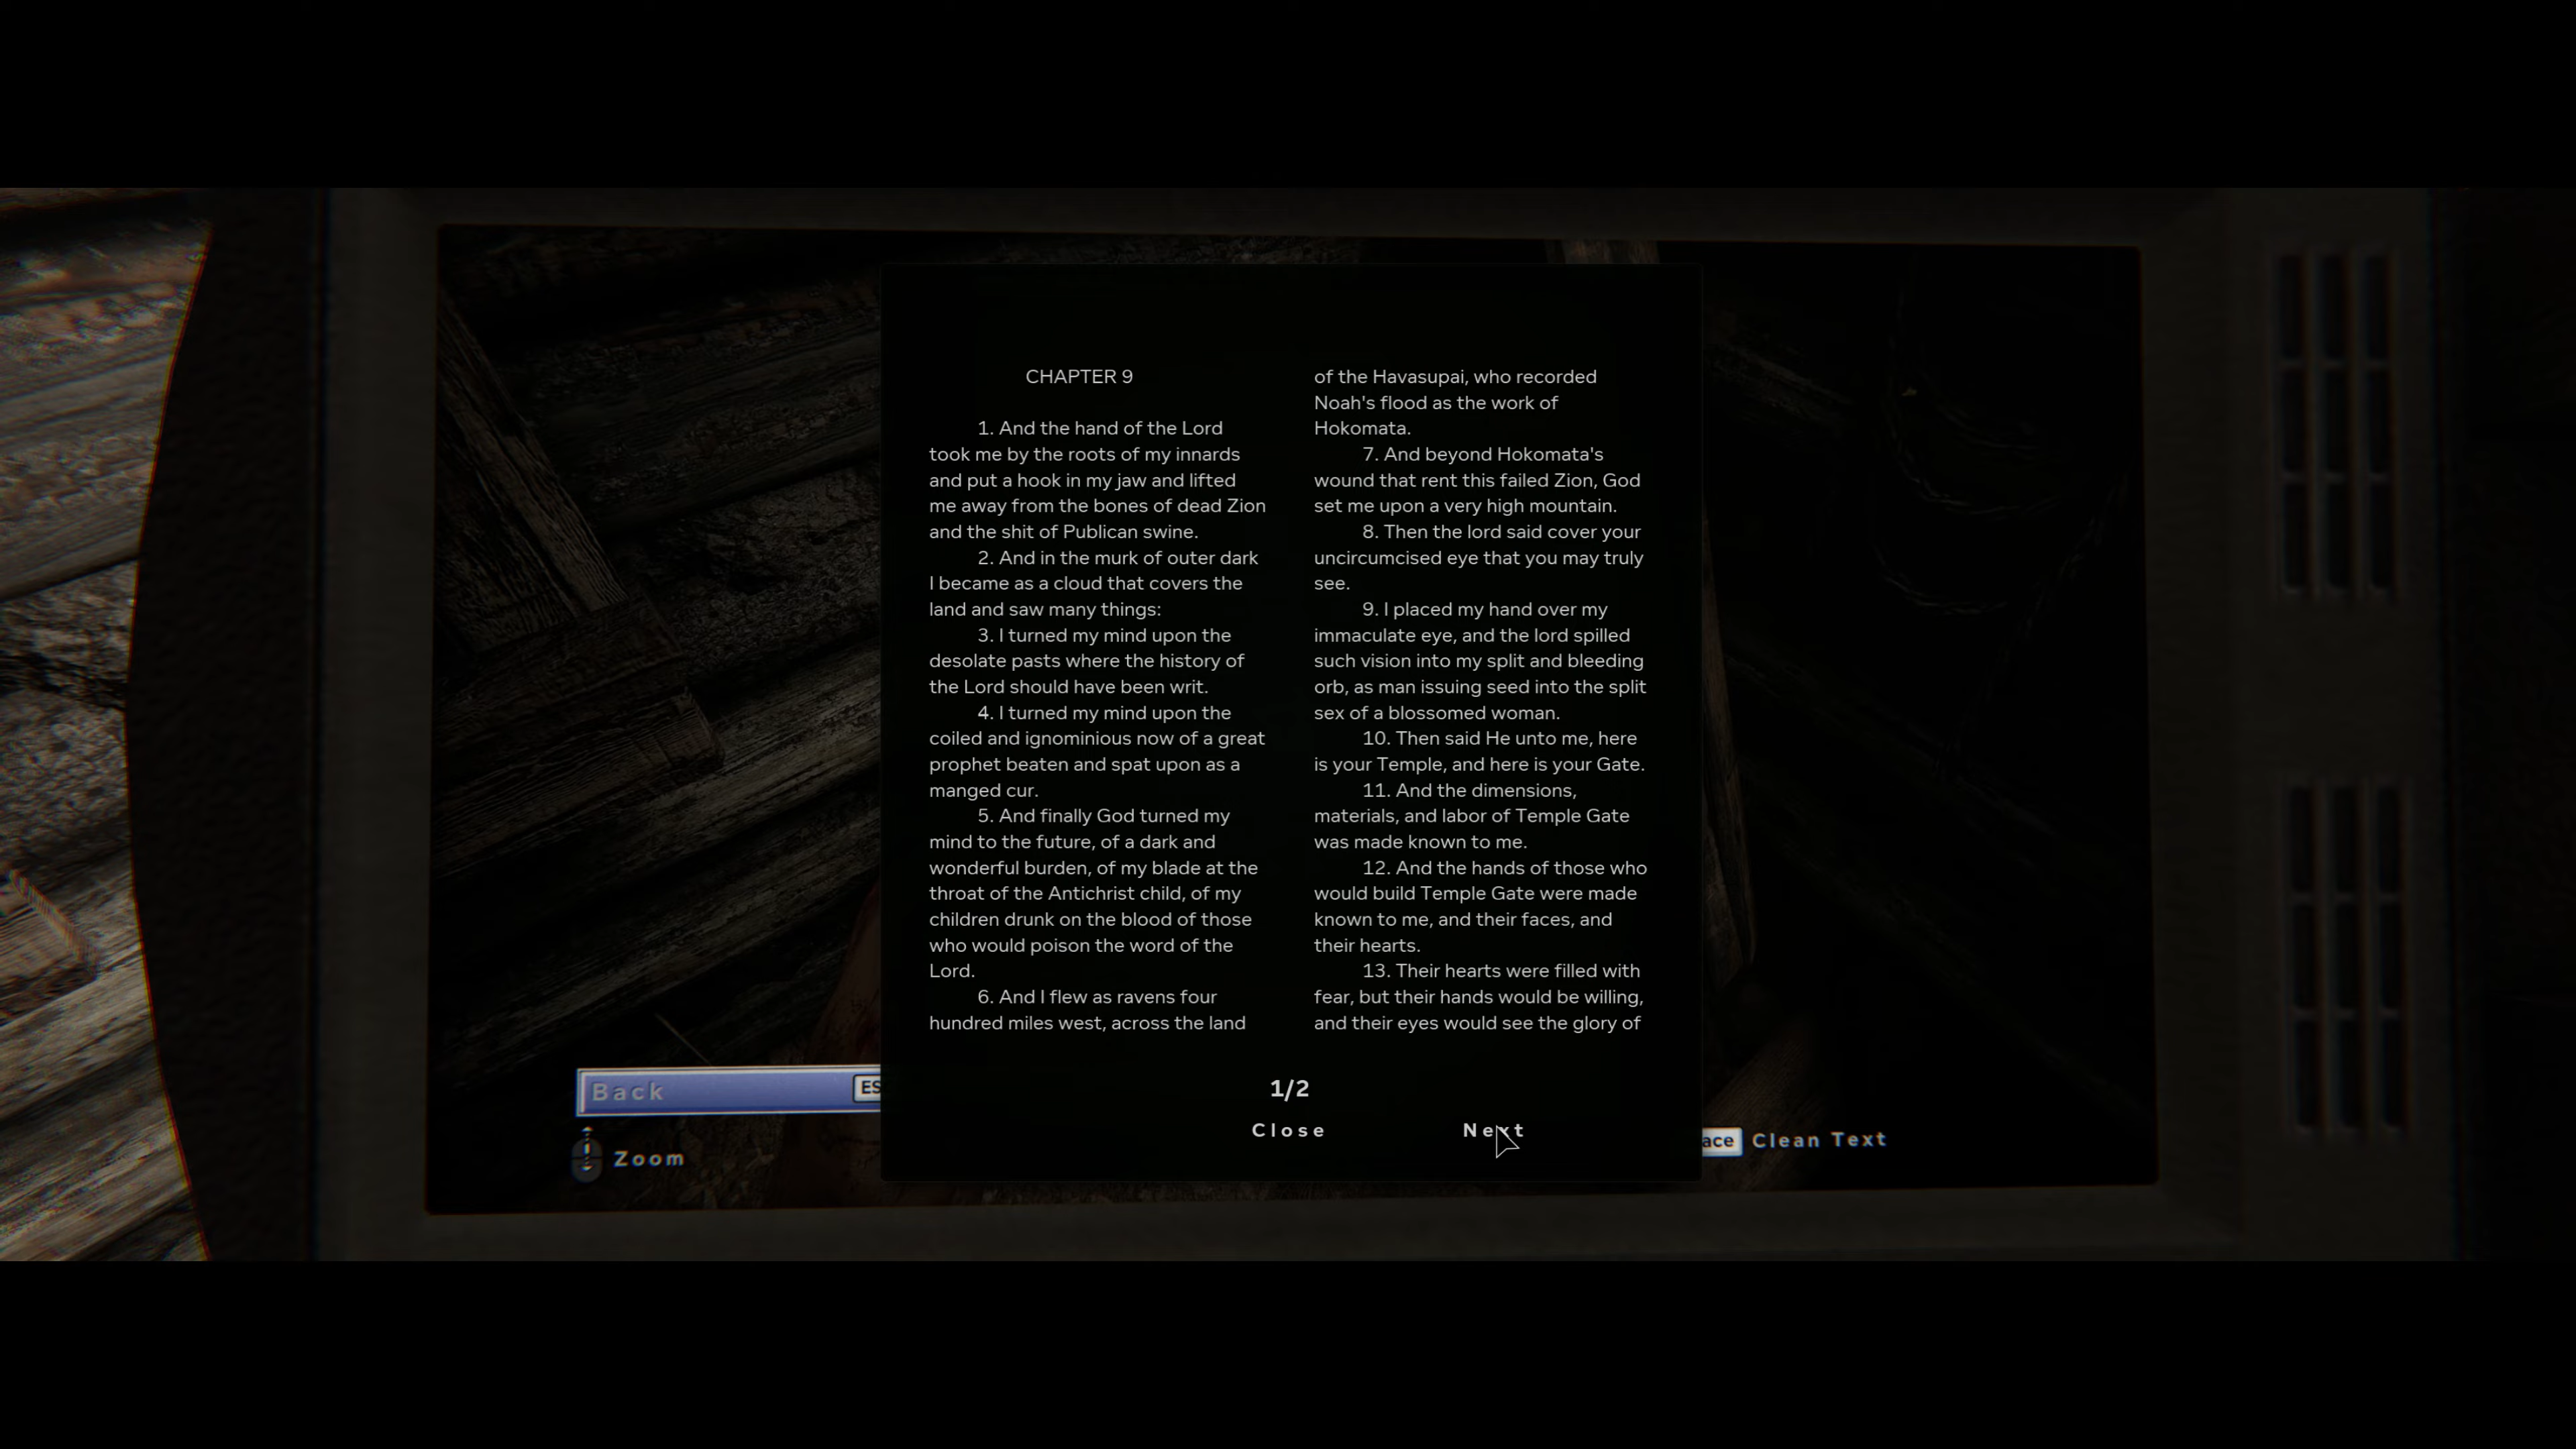 CHAPTER 9
1. And the hand of the Lord
took me by the roots of my innards
and put a hook in my jaw and lifted
me away from the bones of dead Zion
and the shit of Publican swine.
2. And in the murk of outer dark
I became as a cloud that covers the
land and saw many things:
3. I turned my mind upon the
desolate pasts where the history of
the Lord should have been writ.
4. I turned my mind upon the
coiled and ignominious now of a great
prophet beaten and spat upon as a
manged cur.
5. And finally God turned my
mind to the future, of a dark and
wonderful burden, of my blade at the
throat of the Antichrist child, of my
children drunk on the blood of those
who would poison the word of the
Lord.
6. And I flew as ravens four
hundred miles west, across the land
of the Havasupai, who recorded
Noah's flood as the work of
Hokomata.
7. And beyond Hokomata's
wound that rent this failed Zion, God
set me upon a very high mountain.
8. Then the lord said cover your
uncircumcised eye that you may truly
see.
9. I placed my hand over my
immaculate eye, and the lord spilled
such vision into my split and bleeding
orb, as man issuing seed into the split
sex of a blossomed woman.
10. Then said He unto me, here
is your Temple, and here is your Gate.
11. And the dimensions,
materials, and labor of Temple Gate
was made known to me.
12. And the hands of those who
would build Temple Gate were made
known to me, and their faces, and
their hearts.
13. Their hearts were filled with
fear, but their hands would be willing,
and their eyes would see the glory of
1/2
Close
Next
Back
ES
Zoom
ace
Clean Text